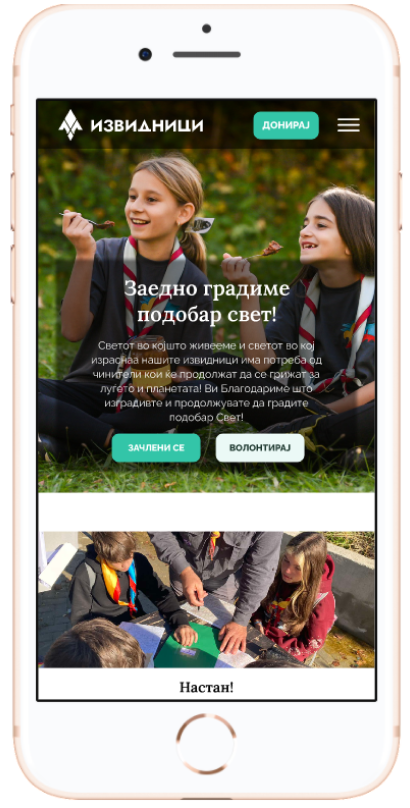 ИЗВИДНИЦИ
ДОНИРАЈ
Заедно градиме
подобар свет!
Светот во којшто живееме и светот во кој
израснаа нашите извидници има потреба од
чинители кои ќе продолжат да се грижат за
луѓето и планетата! Ви Благодариме што
изградивте и продолжувате да градите
подобар Свет!
ЗАЧЛЕНИ СЕ
ВОЛОНТИРАЈ
Настан!